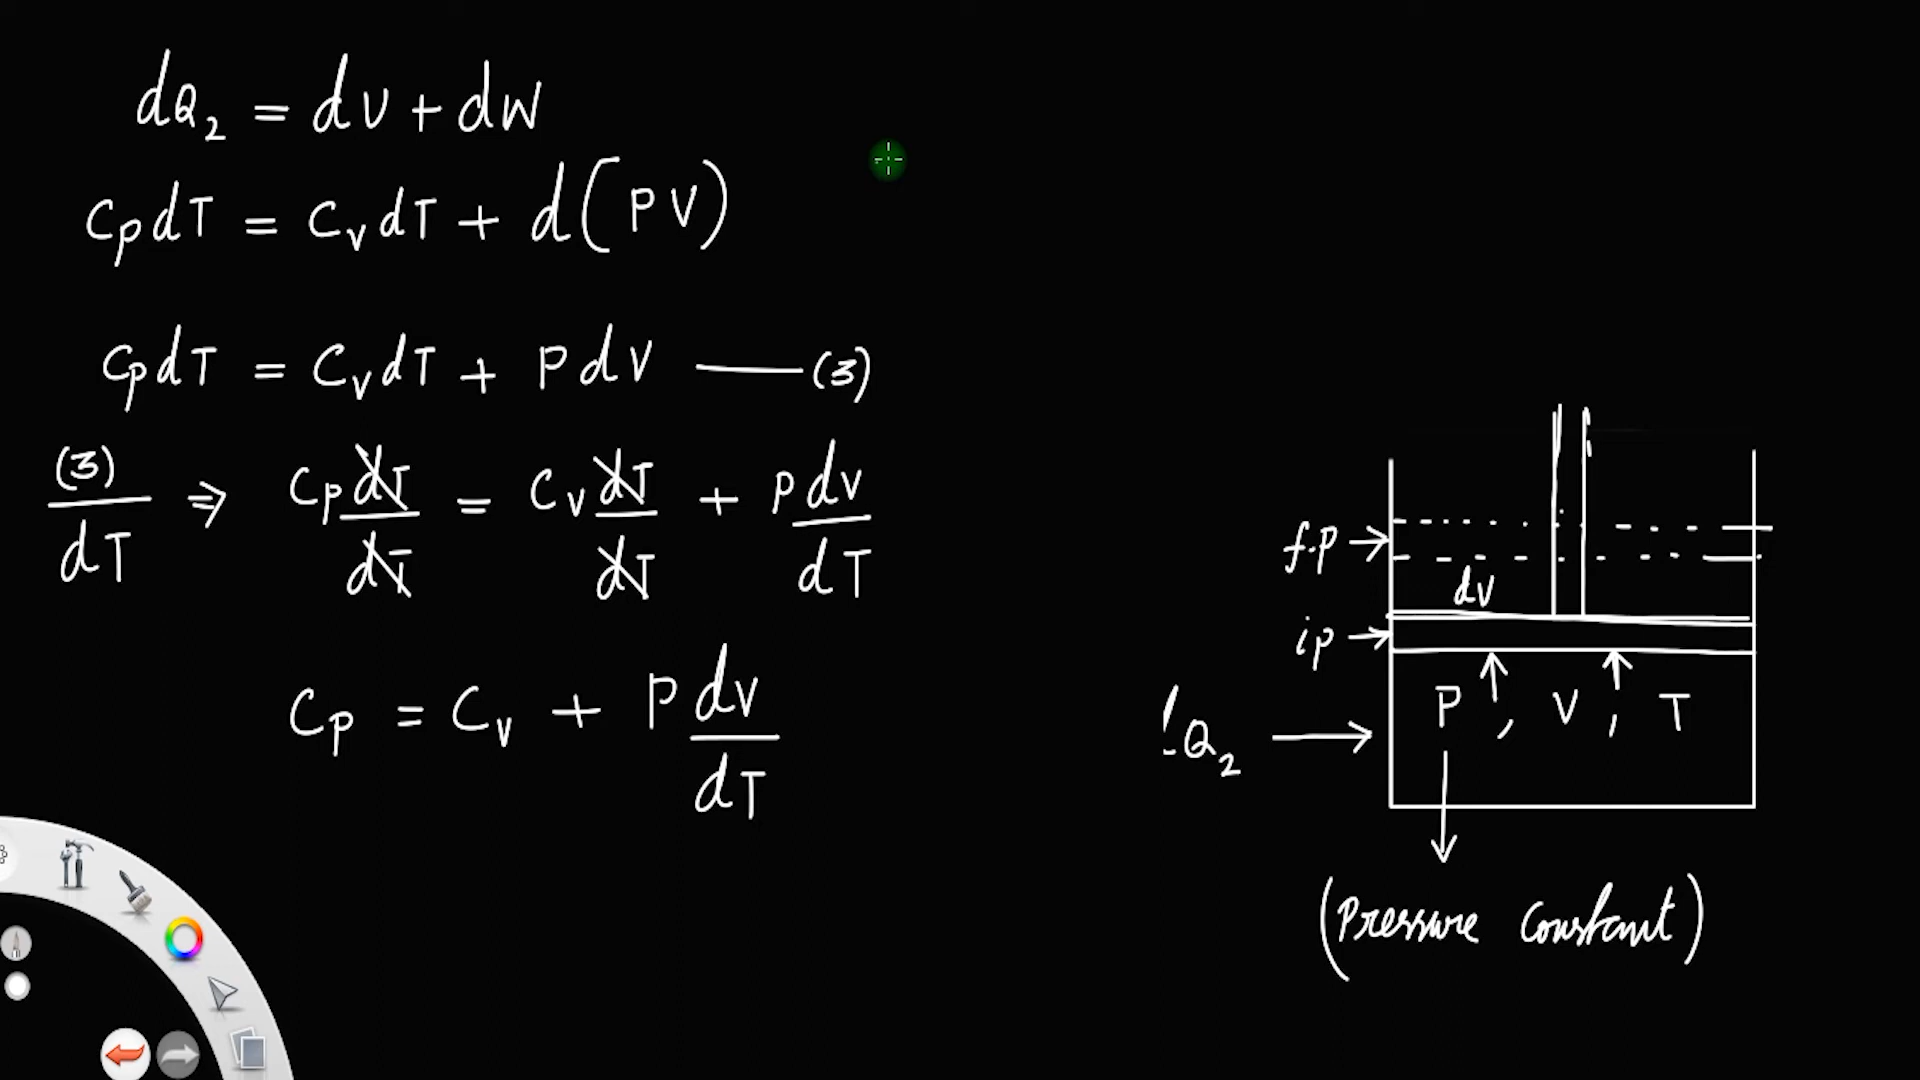 dQ₂ = dU + dW
CpdT = CvdT + d(PV)
CpdT = CvdT + PdV —— (3)
(3)/dT ⇒ Cp dT/dT = Cv dT/dT + P dV/dT
Cp = Cv + P dV/dT
f.p →
dV
ip →
P, V, T
Q₂ →
(Pressure Constant)